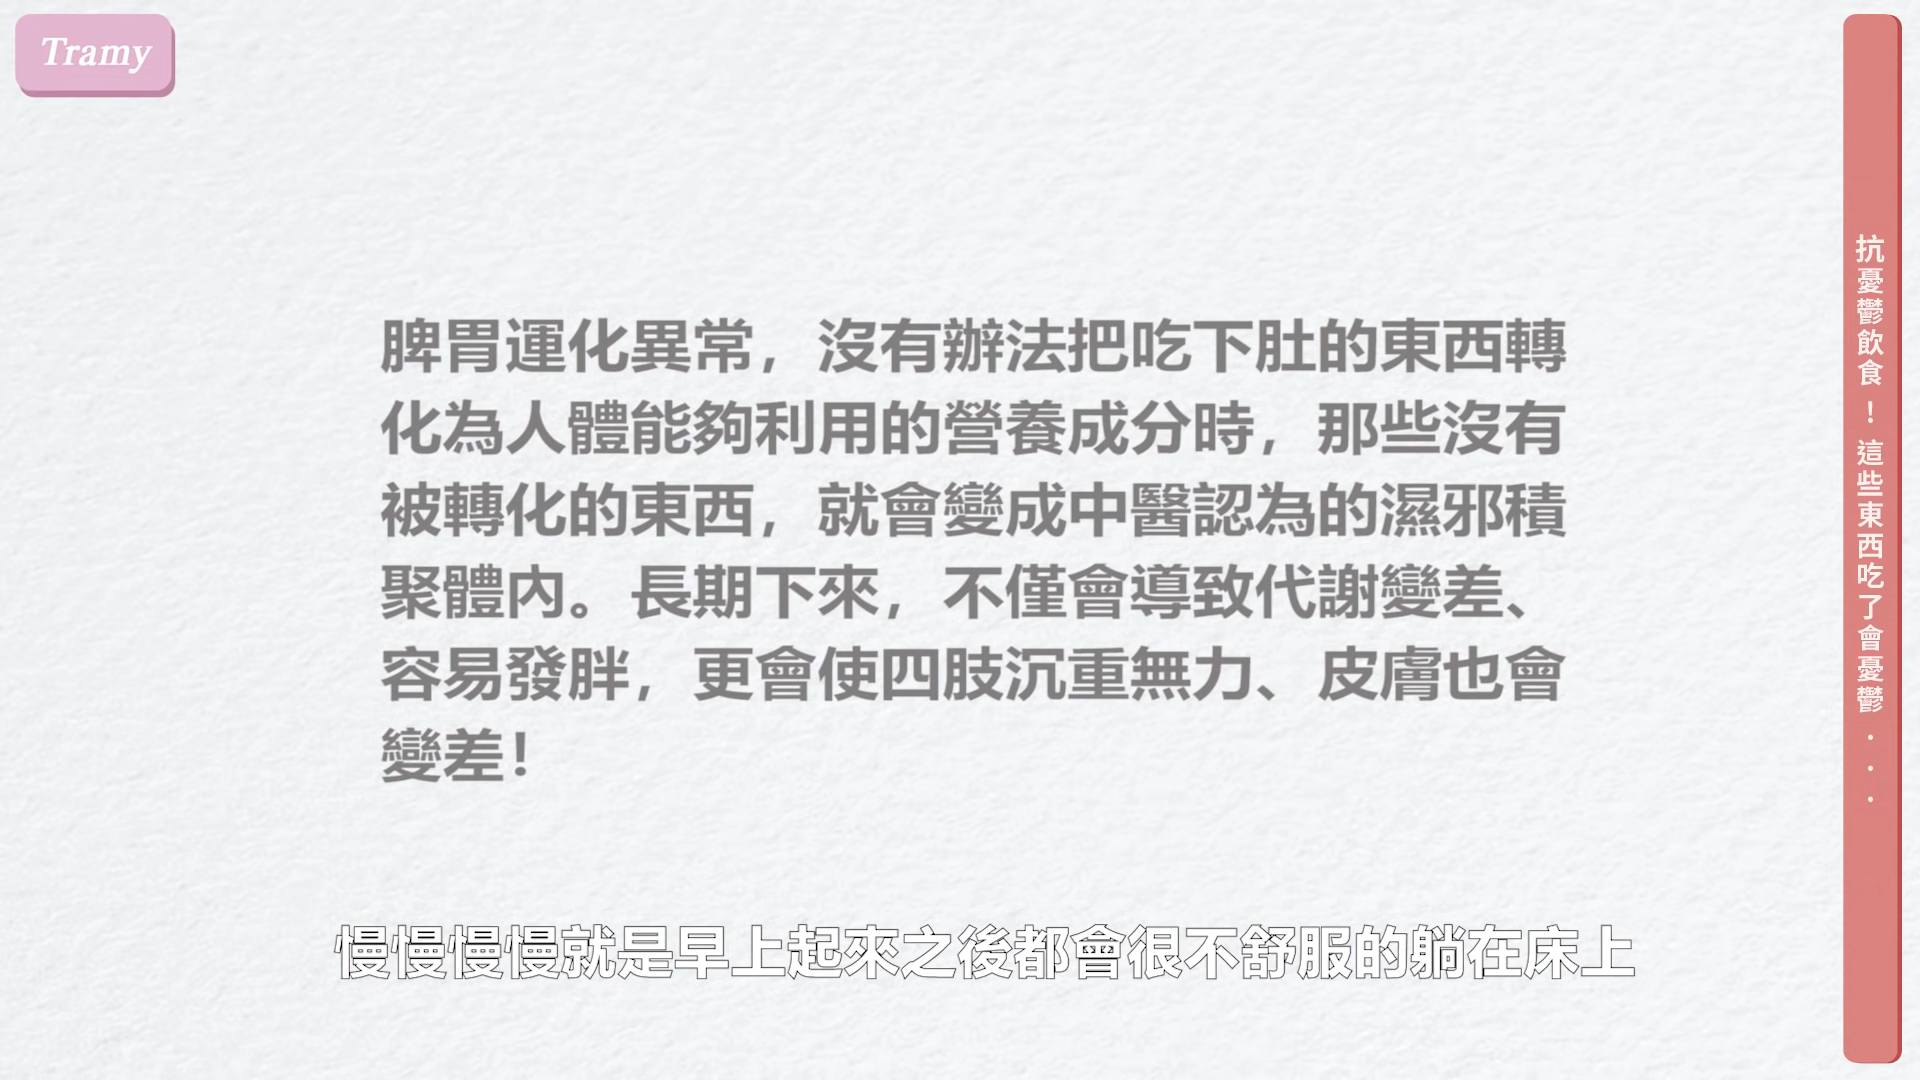 Tramy
脾胃運化異常，沒有辦法把吃下肚的東西轉
化為人體能夠利用的營養成分時，那些沒有
被轉化的東西，就會變成中醫認為的濕邪積
聚體內。長期下來，不僅會導致代謝變差、
容易發胖，更會使四肢沉重無力、皮膚也會
變差！
慢慢慢慢就是早上起來之後都會很不舒服的躺在床上
抗憂鬱飲食！這些東西吃了會憂鬱...